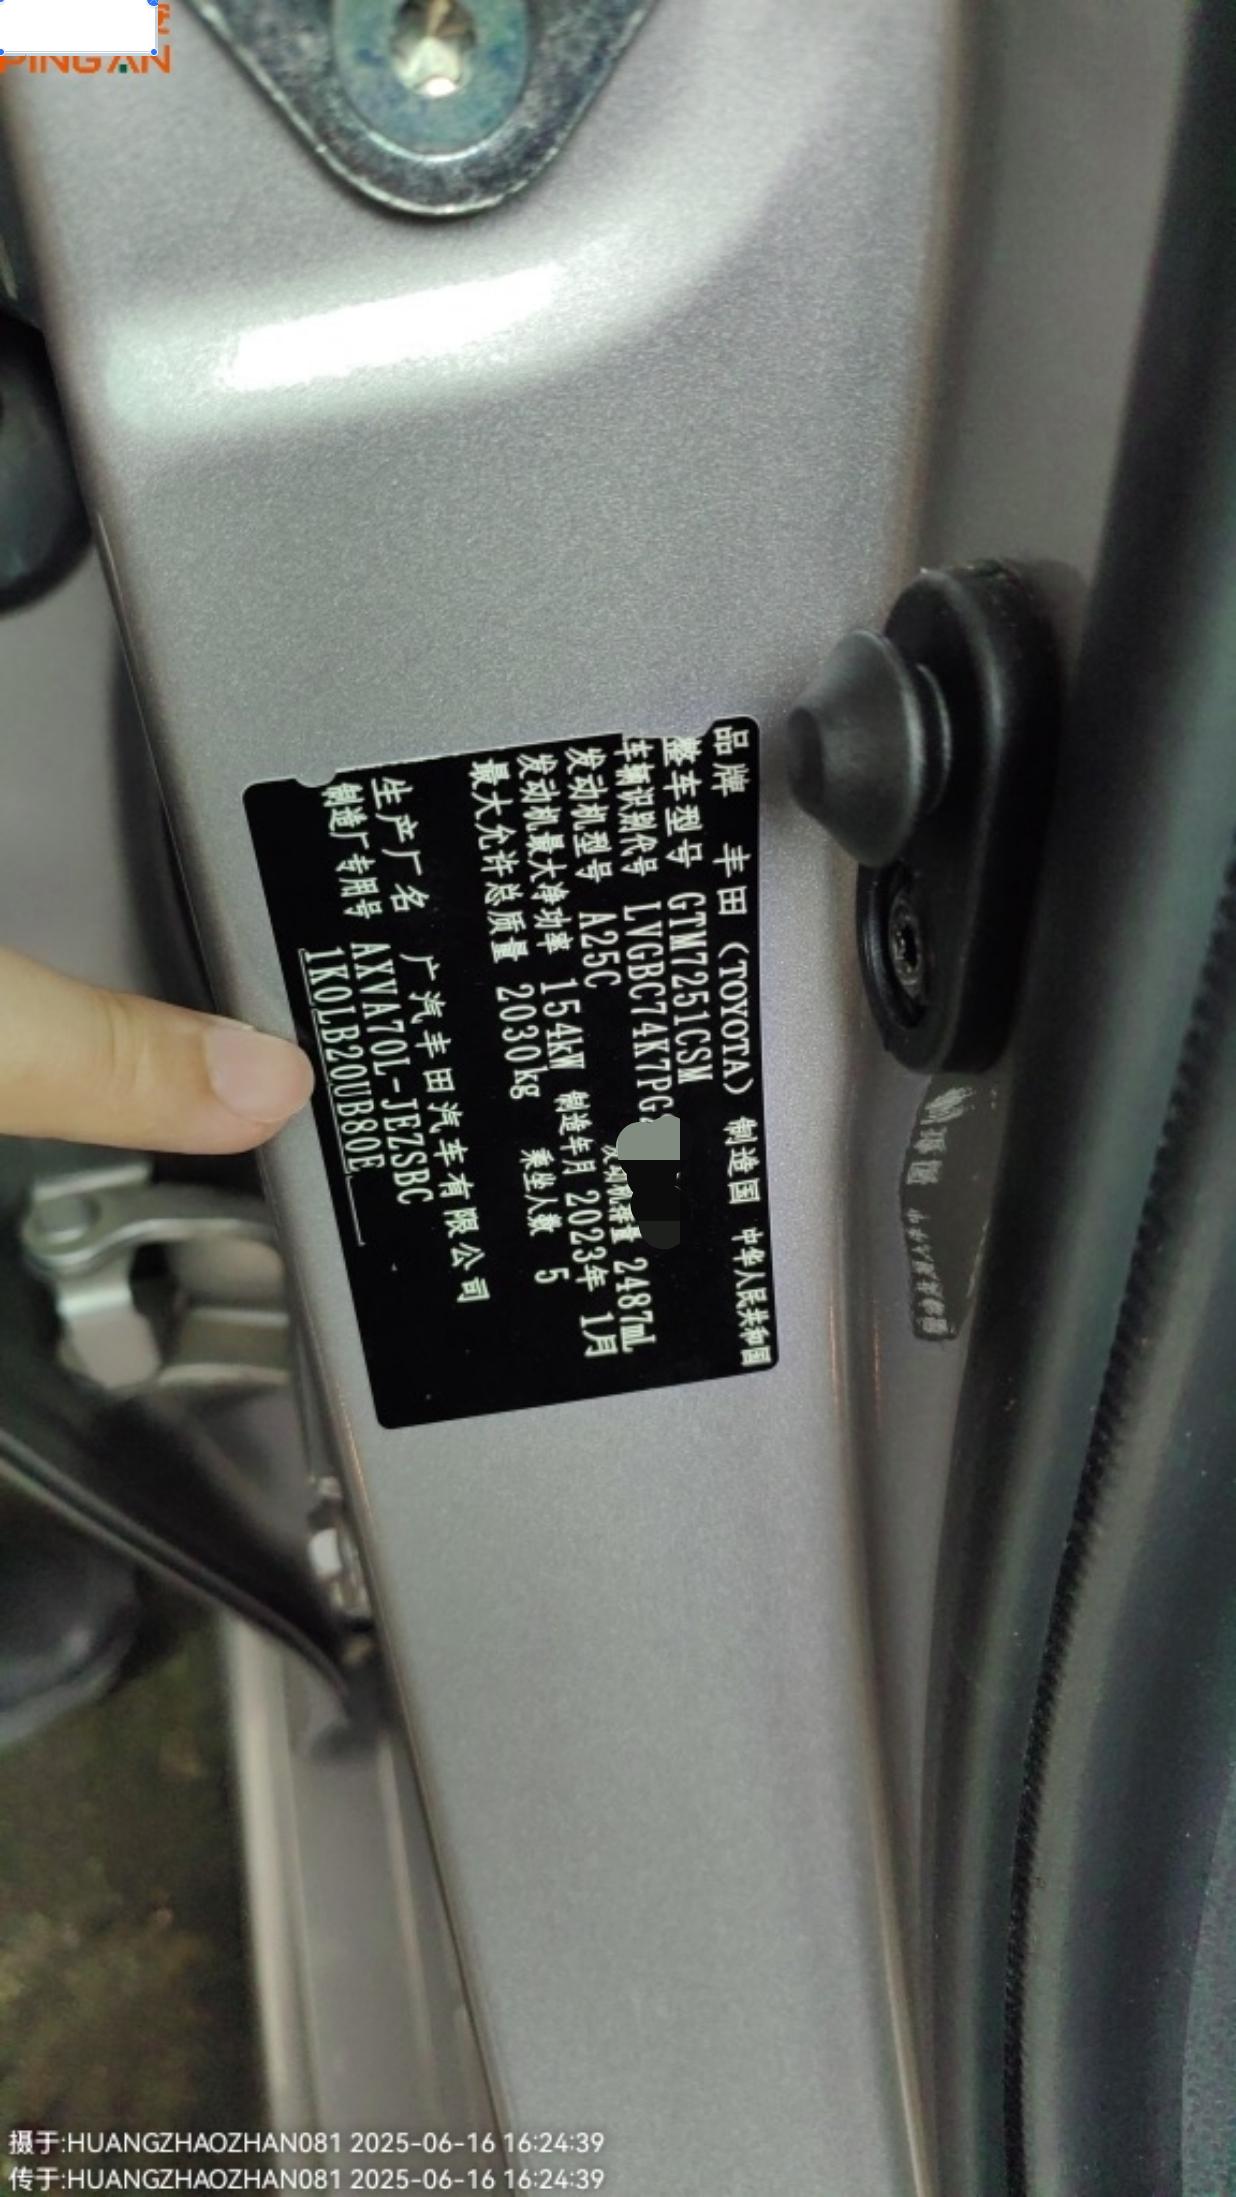 PING AN
品牌 丰田（TOYOTA） 制造国 中华人民共和国
整车型号 GTM7251CSM
车辆识别代号 LVGBC74K7PG
发动机型号 A25C 发动机排量 2487mL
发动机最大净功率 154kW 制造年月 2023年 1月
最大允许总质量 2030kg 乘坐人数 5
生产厂名 广汽丰田汽车有限公司
制造厂专用号 AXVA70L-JEZSBC
1K0LB20UB80E
摄于:HUANGZHAOZHAN081 2025-06-16 16:24:39
传于:HUANGZHAOZHAN081 2025-06-16 16:24:39